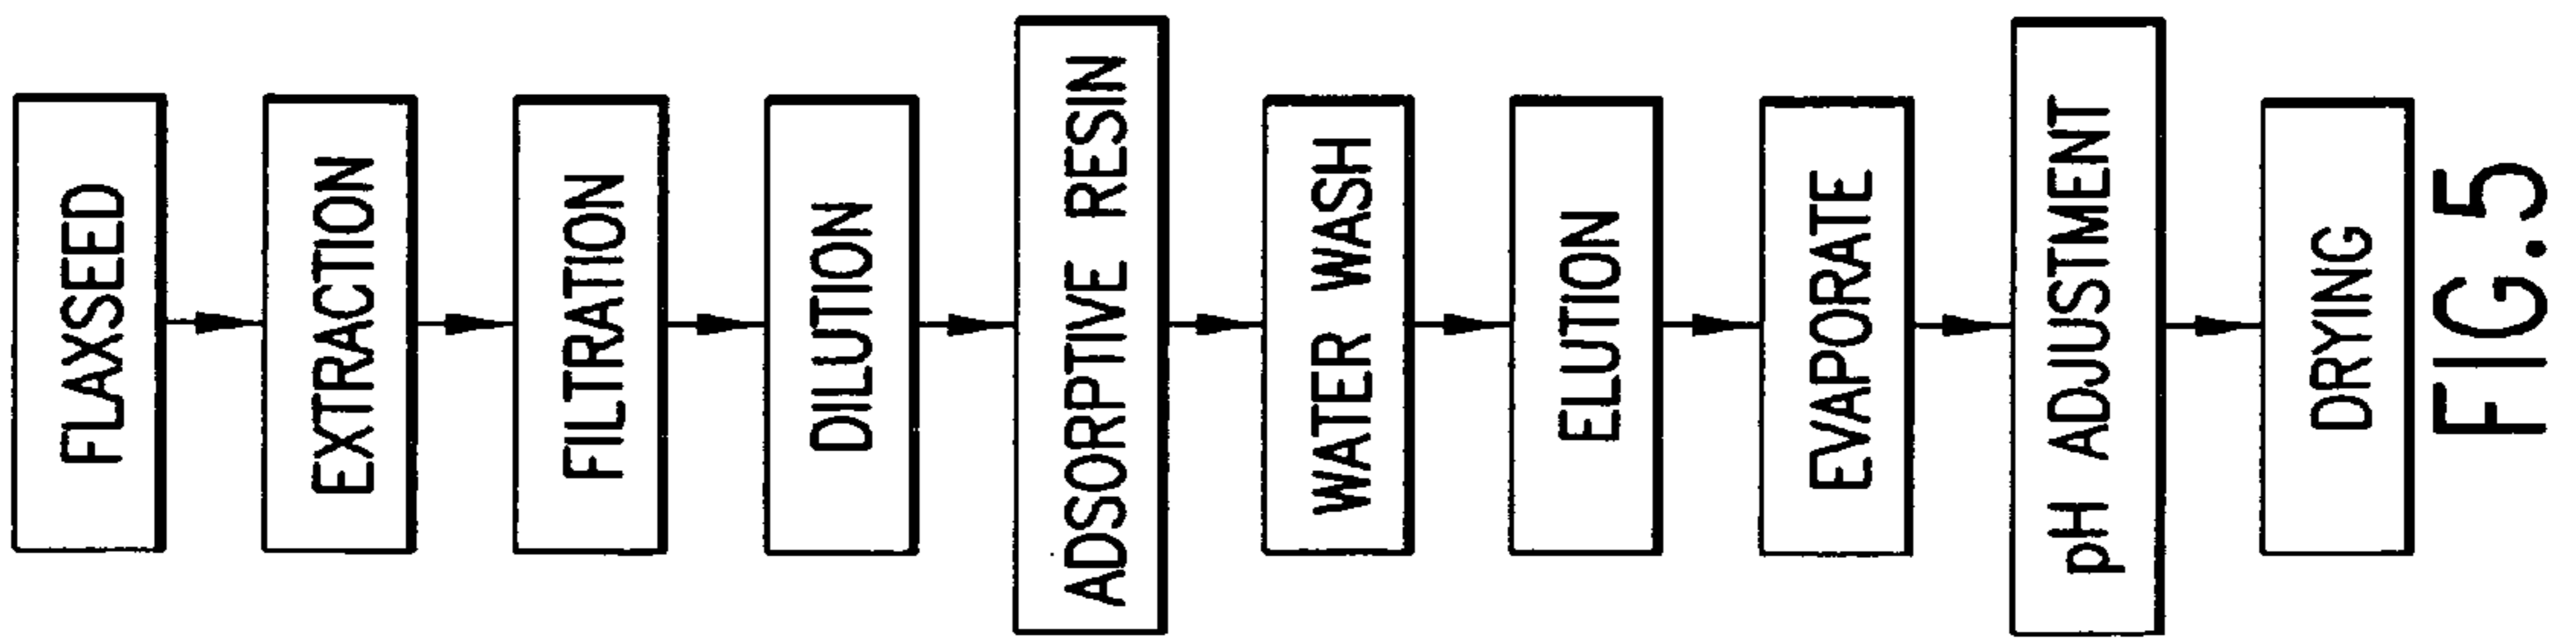 FLAXSEED
EXTRACTION
FILTRATION
DILUTION
ADSORPTIVE RESIN
WATER WASH
ELUTION
EVAPORATE
pH ADJUSTMENT
DRYING
FIG.5